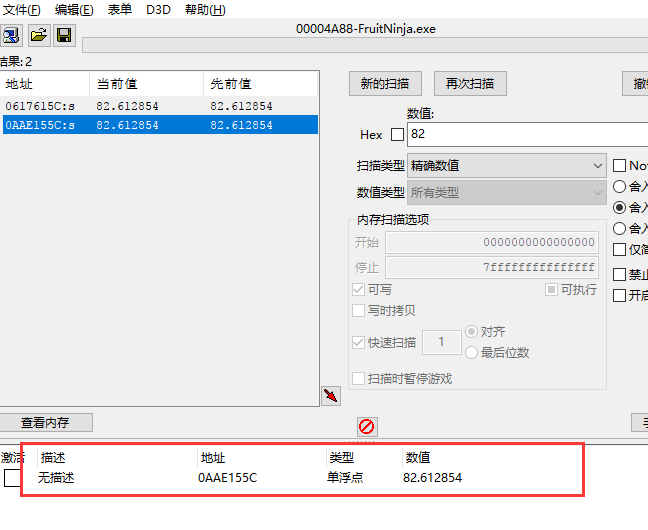 文件(F) 编辑(E) 表单 D3D 帮助(H)
00004A88-FruitNinja.exe
结果: 2
地址 当前值 先前值
0617615C:s 82.612854 82.612854
0AAE155C:s 82.612854 82.612854
新的扫描 再次扫描
数值:
Hex 82
扫描类型 精确数值
数值类型 所有类型
内存扫描选项
开始 0000000000000000
停止 7fffffffffffffff
可写 可执行
写时拷贝
快速扫描 1 对齐
最后位数
扫描时暂停游戏
舍入
舍入
舍入
仅简
禁止
开启
查看内存
激活 描述 地址 类型 数值
无描述 0AAE155C 单浮点 82.612854